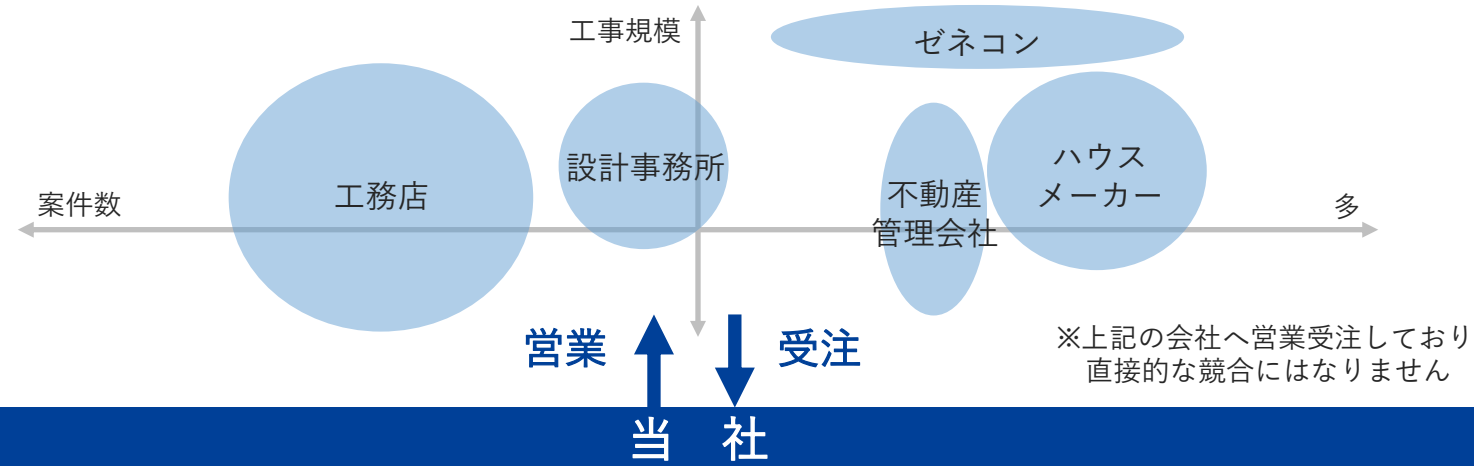 工事規模
ゼネコン
設計事務所
ハウス
メーカー
工務店
不動産
管理会社
案件数
多
営業
受注
※上記の会社へ営業受注しており
直接的な競合にはなりません
当 社